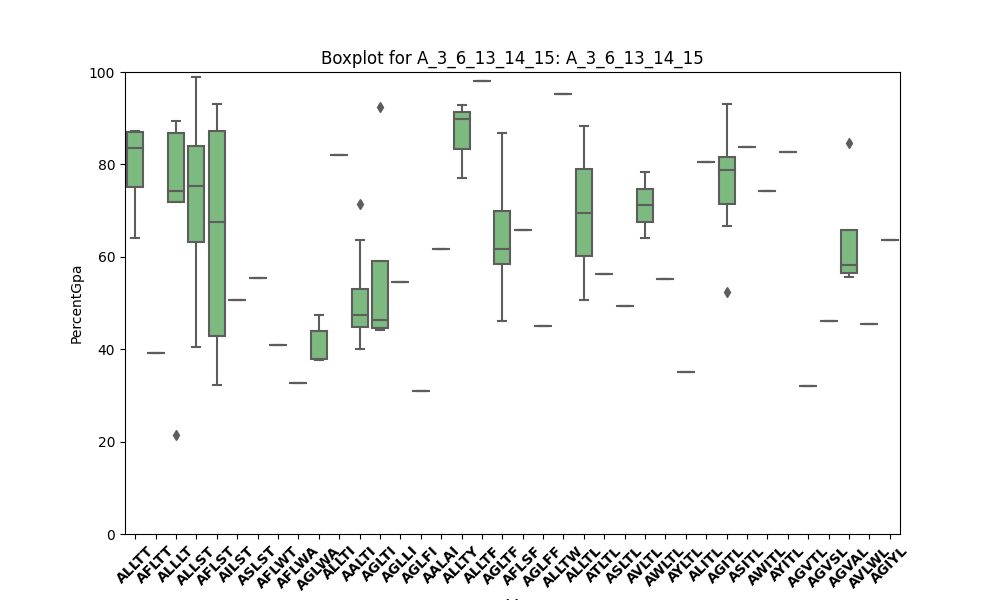 Boxplot for A_3_6_13_14_15: A_3_6_13_14_15
PercentGpa
100
80
60
40
20
0
ALLTT
AFLTT
ALLLT
ALLST
AFLST
AILST
ASLST
AFLWT
AFLWA
AGLWA
ALLTI
AALTI
AGLTI
AGLLI
AGLFI
AALAI
ALLTY
ALLTF
AGLTF
AFLSF
AGLFF
ALLTW
ALLTL
ATLTL
ASLTL
AVLTL
AWLTL
AYLTL
ALITL
AGITL
ASITL
AWITL
AYITL
AGVTL
AGVSL
AGVAL
AVLWL
AGIYL